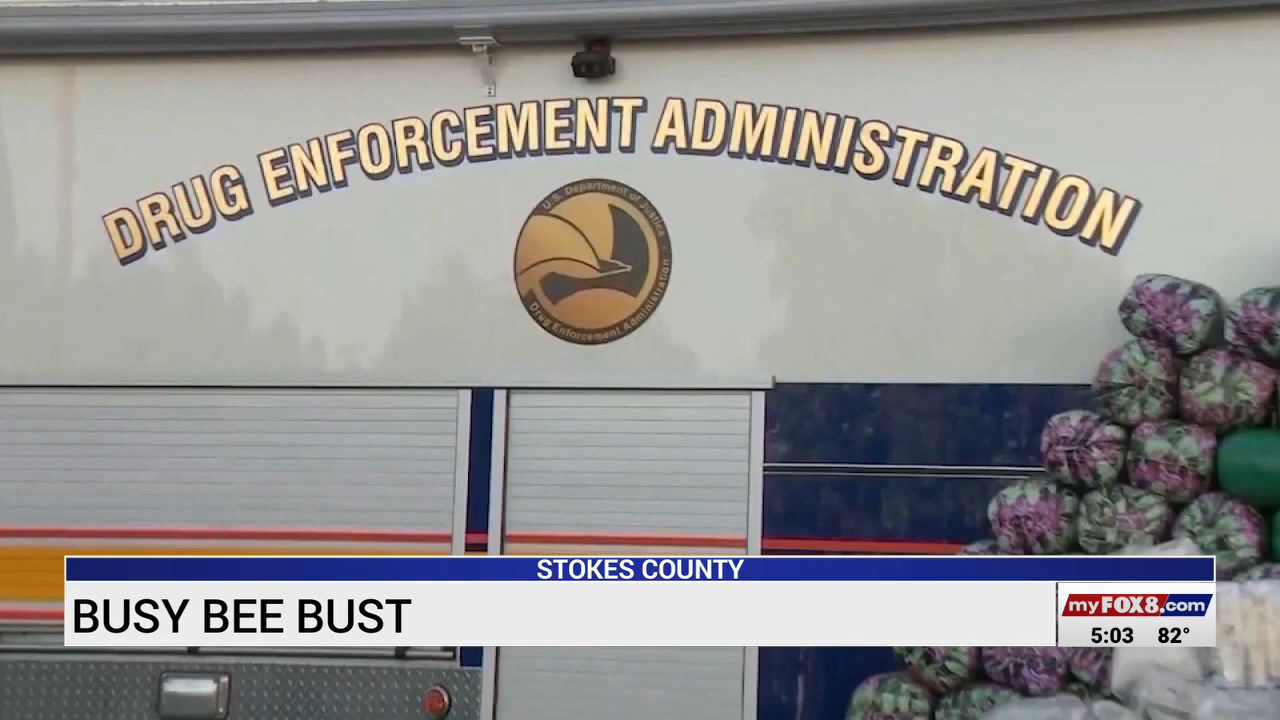 DRUG ENFORCEMENT ADMINISTRATION
U.S. Department of Justice
Drug Enforcement Administration
STOKES COUNTY
BUSY BEE BUST
myFOX8.com
5:03 82°